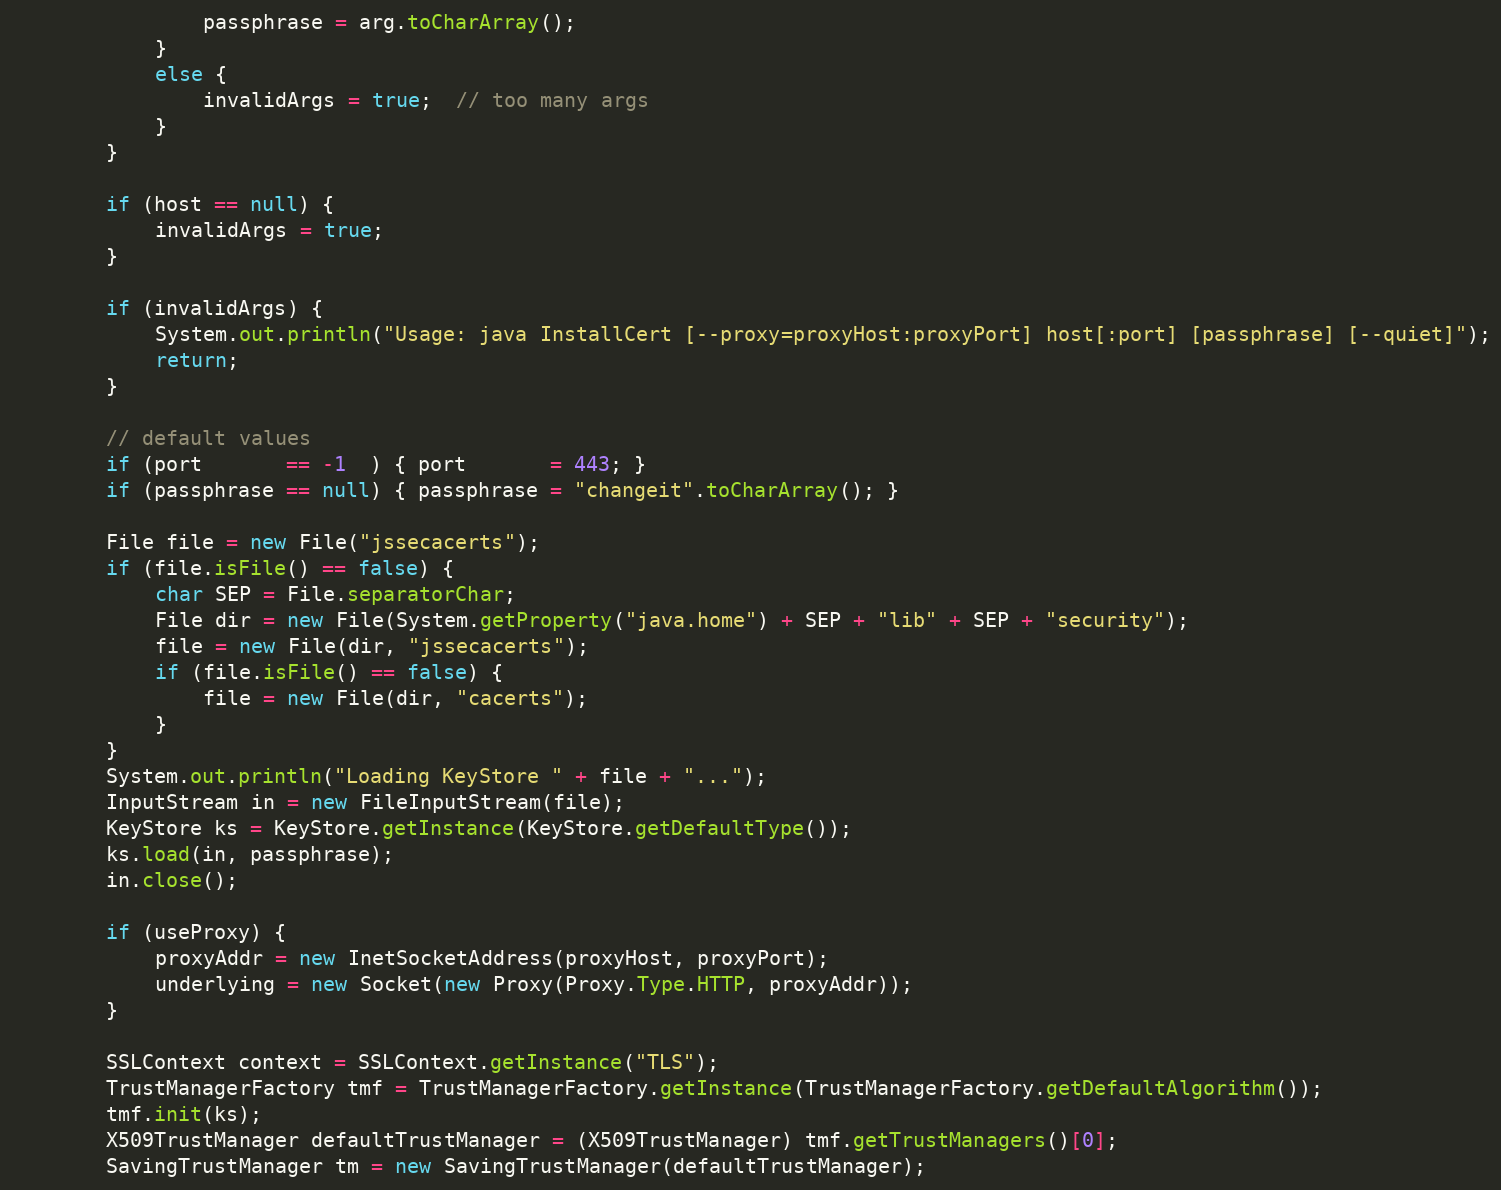 passphrase = arg.toCharArray();
            }
            else {
                invalidArgs = true;  // too many args
            }
        }

        if (host == null) {
            invalidArgs = true;
        }

        if (invalidArgs) {
            System.out.println("Usage: java InstallCert [--proxy=proxyHost:proxyPort] host[:port] [passphrase] [--quiet]");
            return;
        }

        // default values
        if (port       == -1  ) { port       = 443; }
        if (passphrase == null) { passphrase = "changeit".toCharArray(); }

        File file = new File("jssecacerts");
        if (file.isFile() == false) {
            char SEP = File.separatorChar;
            File dir = new File(System.getProperty("java.home") + SEP + "lib" + SEP + "security");
            file = new File(dir, "jssecacerts");
            if (file.isFile() == false) {
                file = new File(dir, "cacerts");
            }
        }
        System.out.println("Loading KeyStore " + file + "...");
        InputStream in = new FileInputStream(file);
        KeyStore ks = KeyStore.getInstance(KeyStore.getDefaultType());
        ks.load(in, passphrase);
        in.close();

        if (useProxy) {
            proxyAddr = new InetSocketAddress(proxyHost, proxyPort);
            underlying = new Socket(new Proxy(Proxy.Type.HTTP, proxyAddr));
        }

        SSLContext context = SSLContext.getInstance("TLS");
        TrustManagerFactory tmf = TrustManagerFactory.getInstance(TrustManagerFactory.getDefaultAlgorithm());
        tmf.init(ks);
        X509TrustManager defaultTrustManager = (X509TrustManager) tmf.getTrustManagers()[0];
        SavingTrustManager tm = new SavingTrustManager(defaultTrustManager);